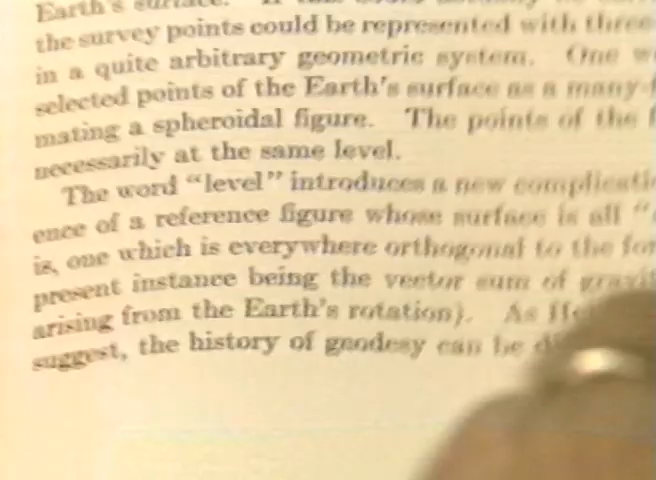 Earth's surface. If
the survey points could be represented with three
in a quite arbitrary geometric system. One
selected points of the Earth's surface as a many-
mating a spheroidal figure. The points of the
necessarily at the same level.
The word "level" introduces a new
ence of a reference figure whose surface is all "
is, one which is everywhere orthogonal to the
present instance being the vector sum of
arising from the Earth's rotation). As
suggest, the history of geodesy can be